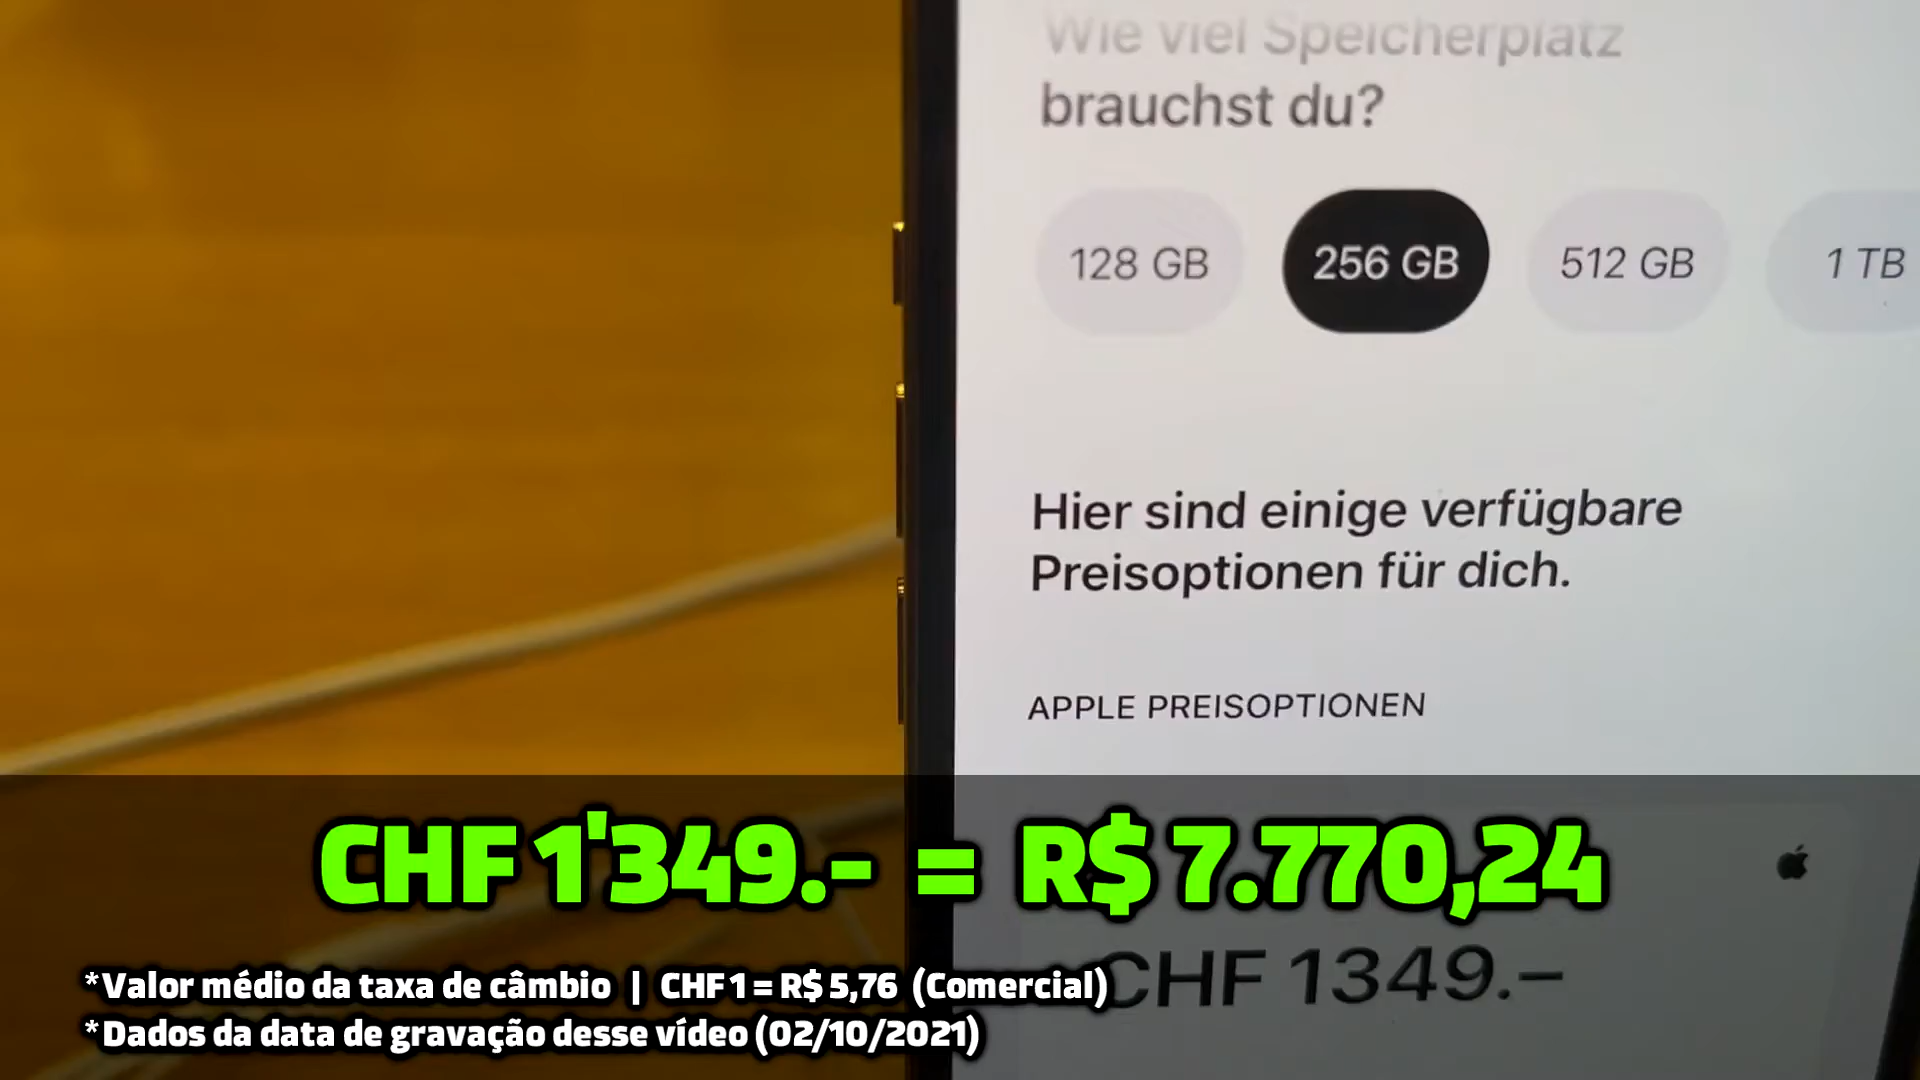 Wie viel Speicherplatz
brauchst du?
128 GB
256 GB
512 GB
1 TB
Hier sind einige verfügbare
Preisoptionen für dich.
APPLE PREISOPTIONEN
CHF 1'349.- = R$ 7.770,24
CHF 1349.–
*Valor médio da taxa de câmbio | CHF 1 = R$ 5,76 (Comercial)
*Dados da data de gravação desse vídeo (02/10/2021)